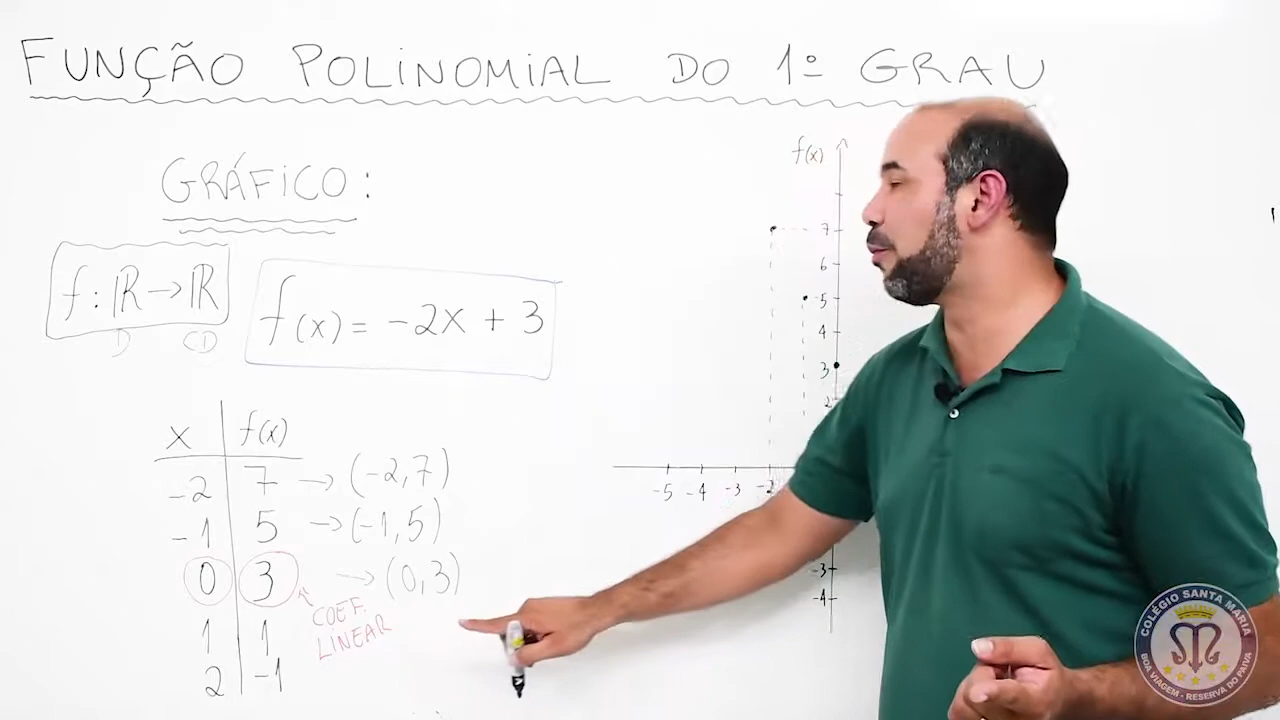 FUNÇÃO POLINOMIAL DO 1º GRAU
GRÁFICO:
f: ℝ → ℝ
D CD
f(x) = -2x + 3
x f(x)
-2 7 → (-2,7)
-1 5 → (-1,5)
0 3 → (0,3)
COEF.
LINEAR
1 1
2 -1
f(x)
7
6
5
4
3
2
-5 -4 -3 -2
-3
-4
COLÉGIO SANTA MARIA
BOA VIAGEM - RESERVA DO PAIVA